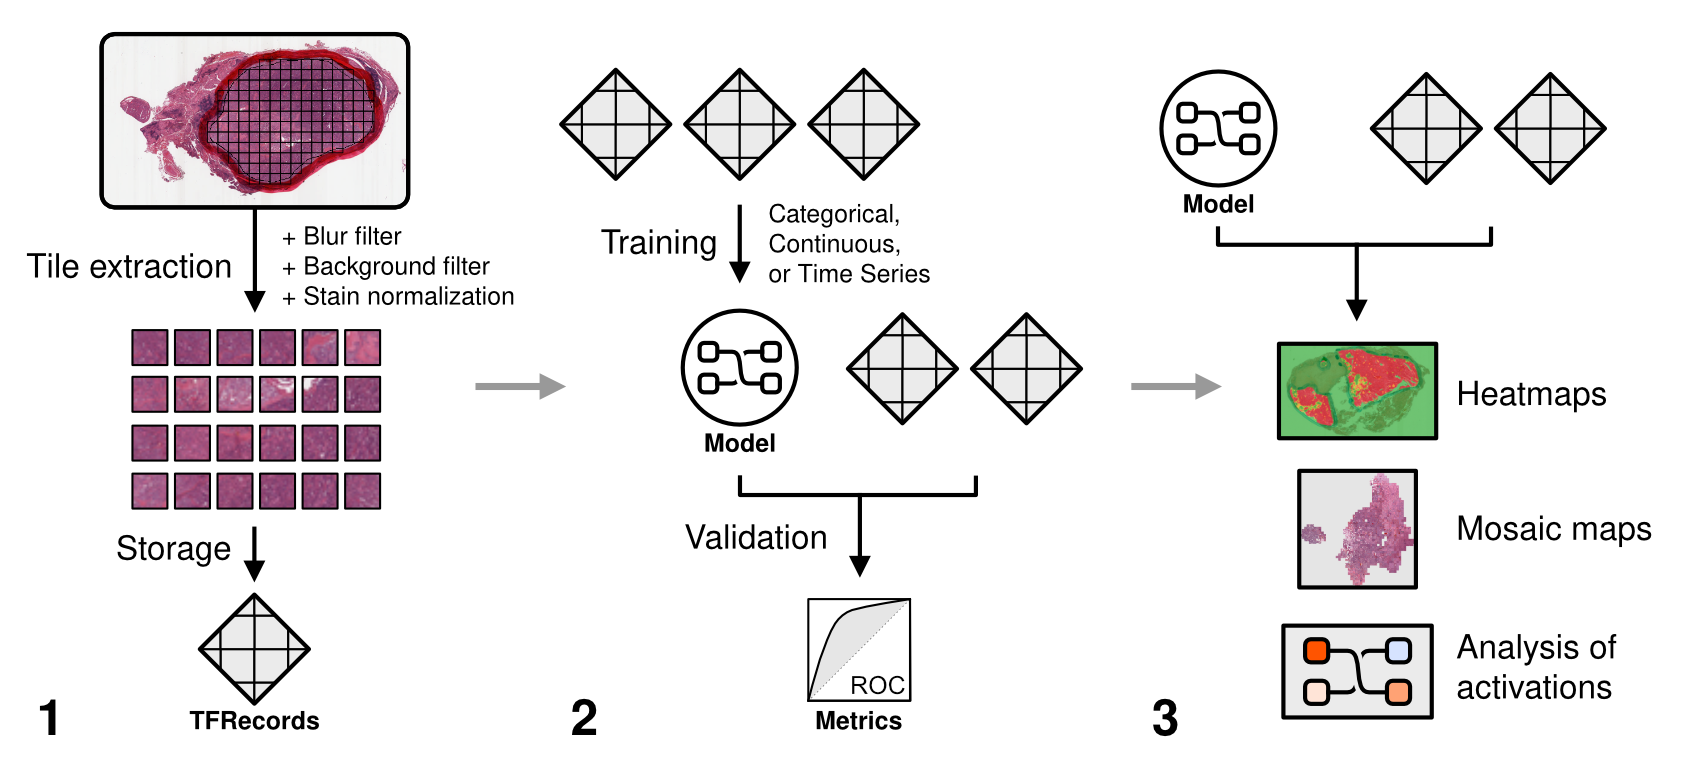 Tile extraction
+ Blur filter
+ Background filter
+ Stain normalization
Storage
TFRecords
1
Training
Categorical,
Continuous,
or Time Series
Model
Validation
ROC
Metrics
2
Model
Heatmaps
Mosaic maps
Analysis of
activations
3